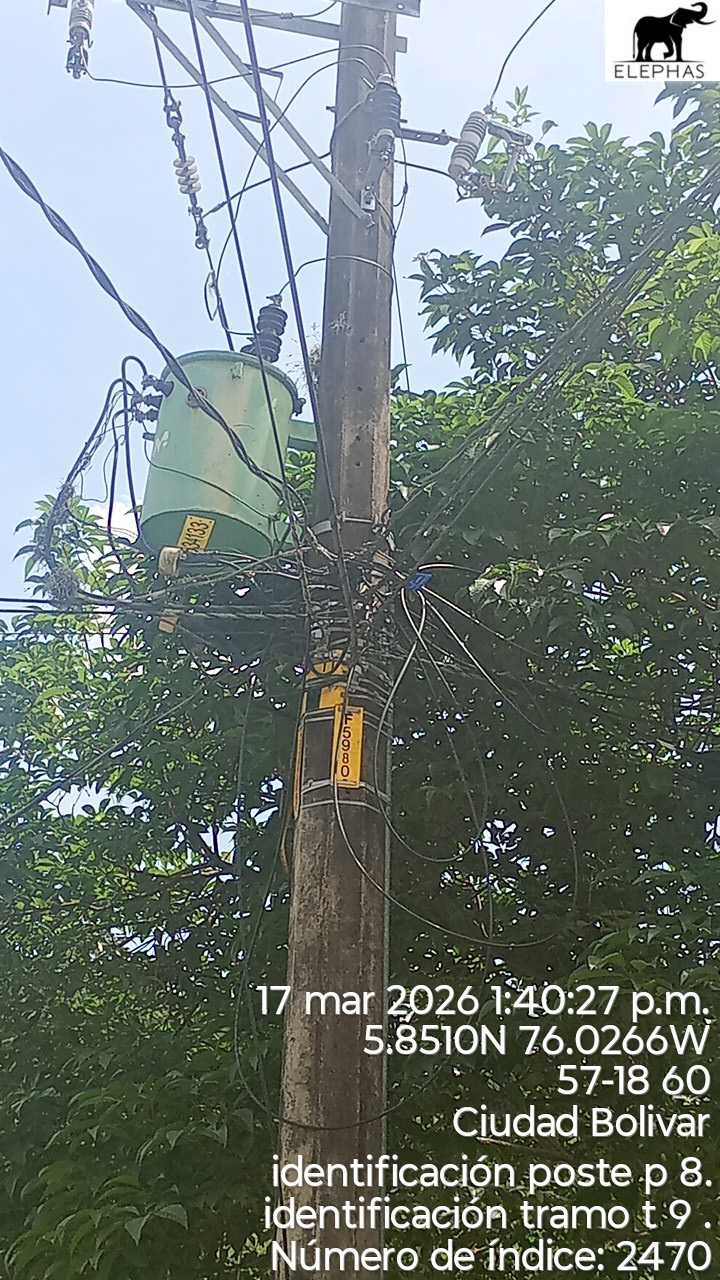 ELEPHAS
F5980
17 mar 2026 1:40:27 p.m.
5.8510N 76.0266W
57-18 60
Ciudad Bolivar
identificación poste p 8.
identificación tramo t 9 .
Número de índice: 2470